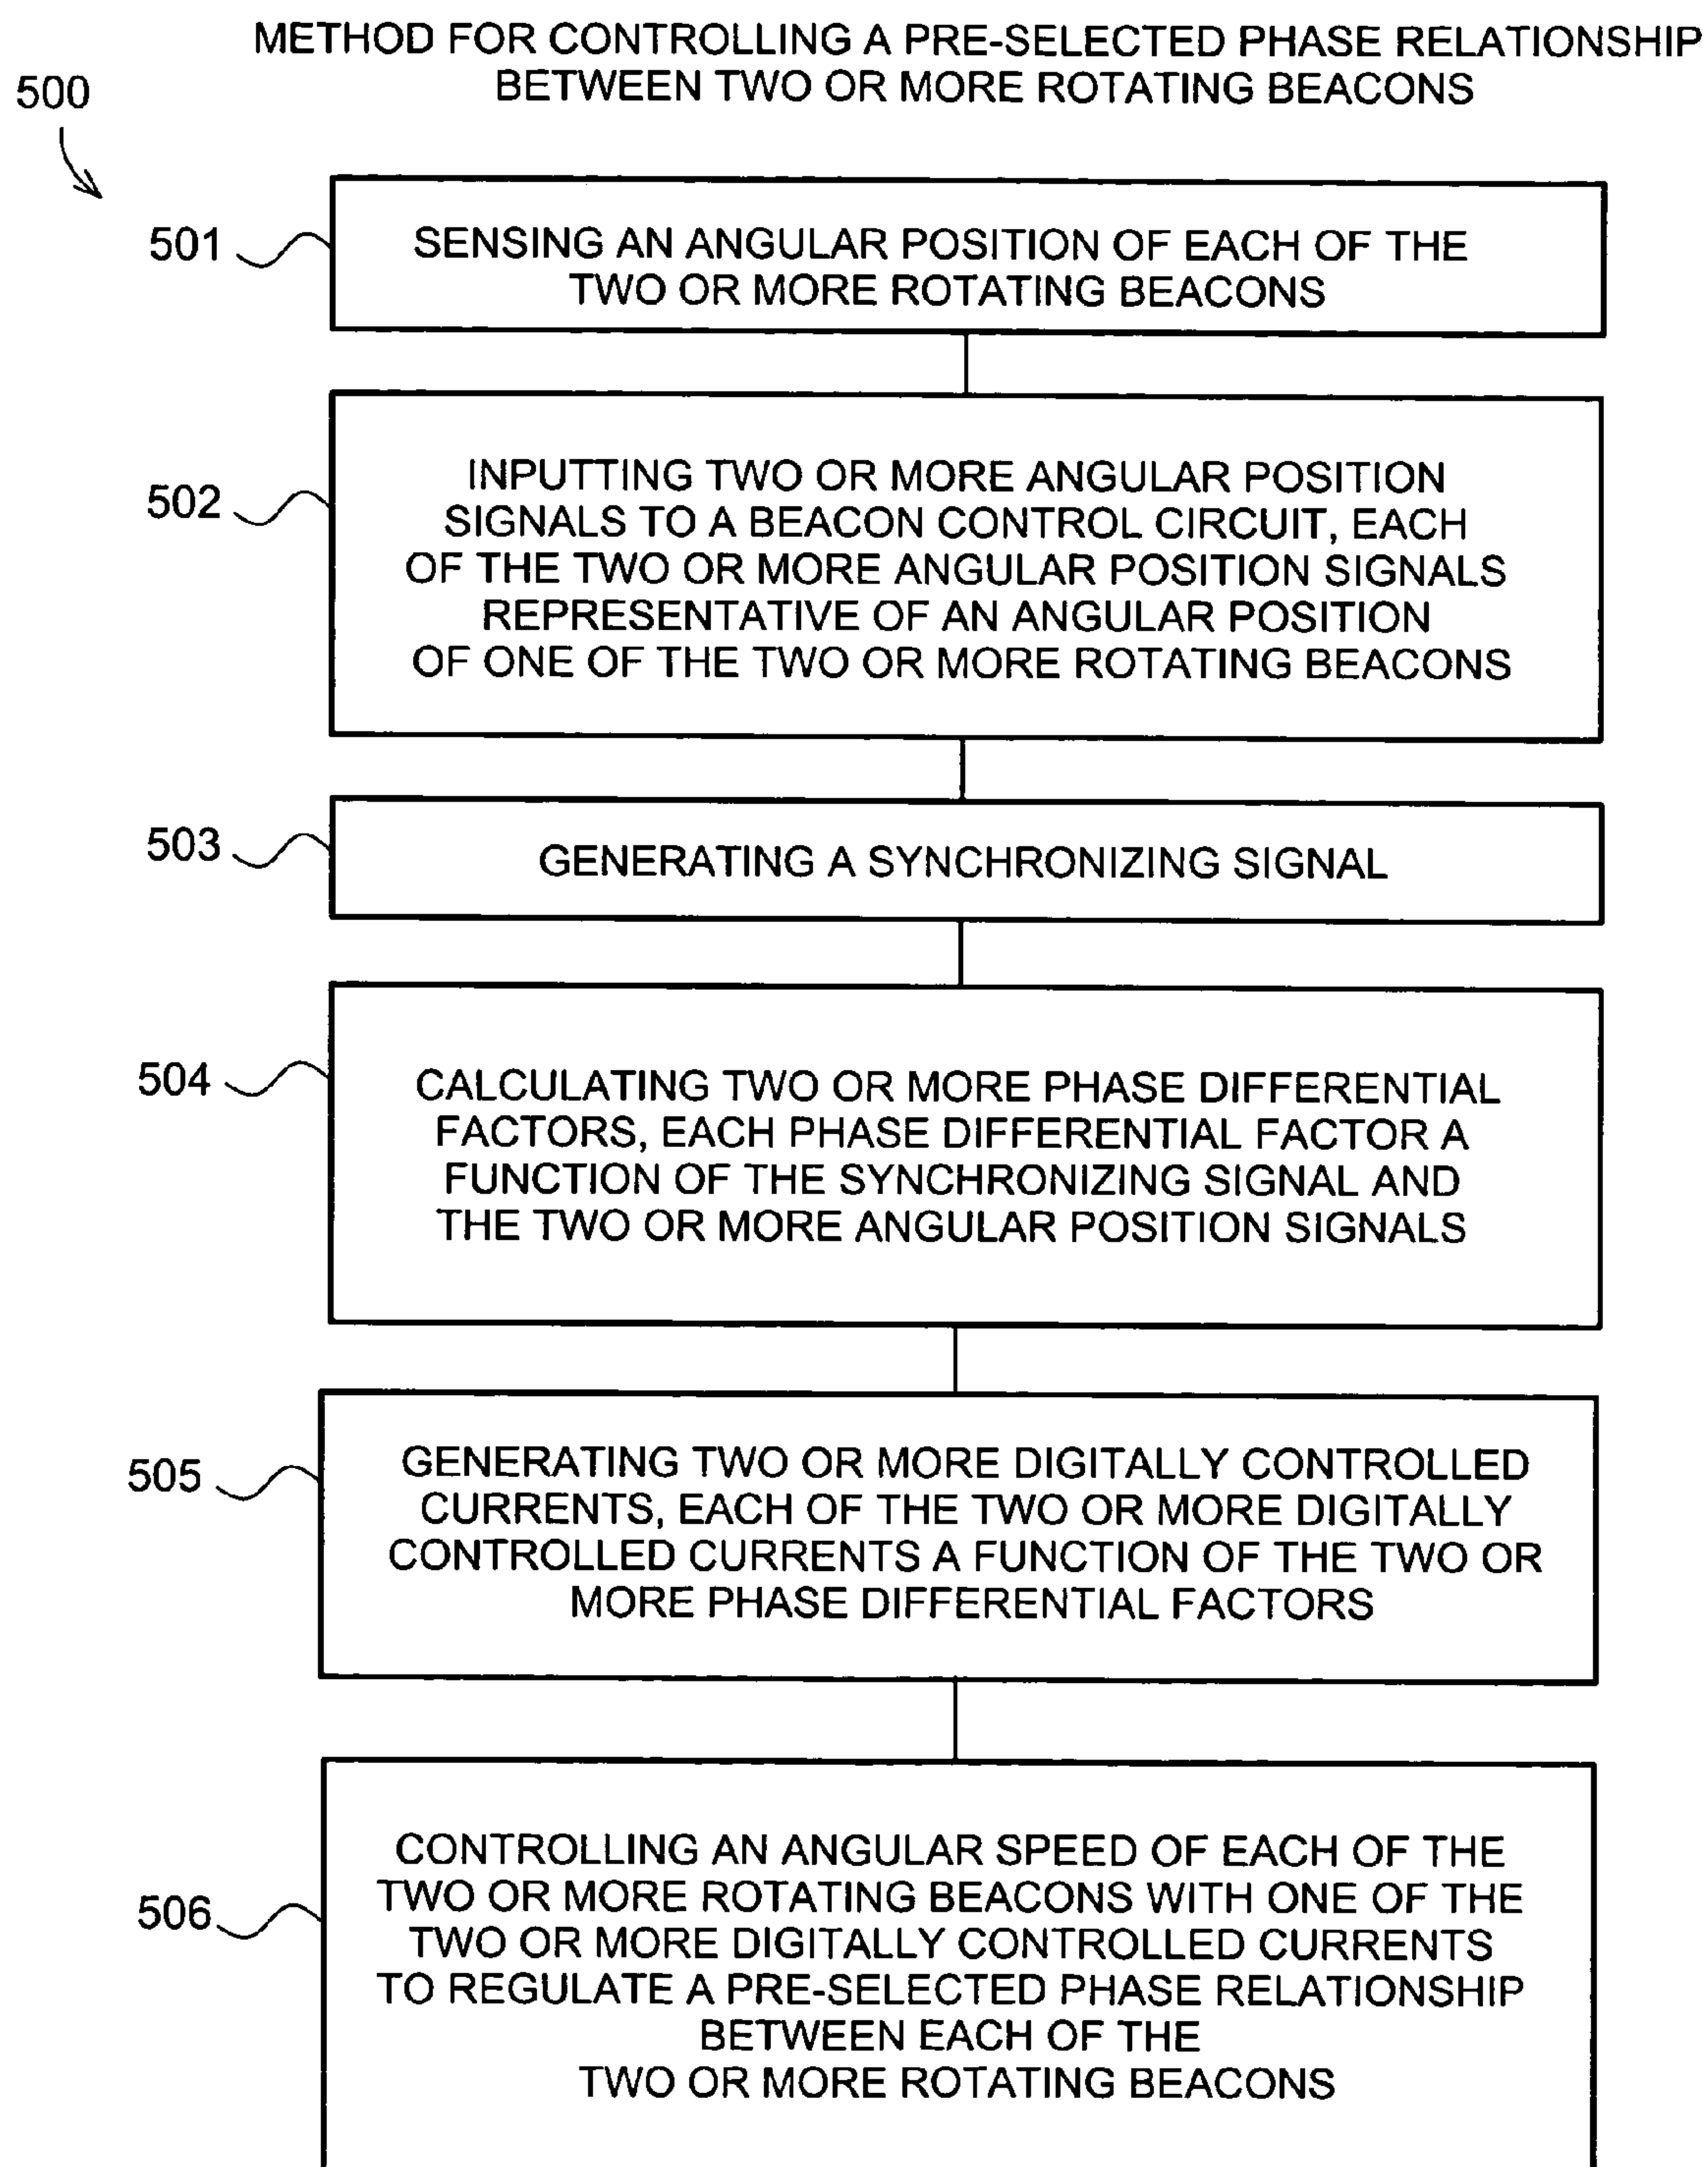 METHOD FOR CONTROLLING A PRE-SELECTED PHASE RELATIONSHIP
BETWEEN TWO OR MORE ROTATING BEACONS
500
501
SENSING AN ANGULAR POSITION OF EACH OF THE
TWO OR MORE ROTATING BEACONS
502
INPUTTING TWO OR MORE ANGULAR POSITION
SIGNALS TO A BEACON CONTROL CIRCUIT, EACH
OF THE TWO OR MORE ANGULAR POSITION SIGNALS
REPRESENTATIVE OF AN ANGULAR POSITION
OF ONE OF THE TWO OR MORE ROTATING BEACONS
503
GENERATING A SYNCHRONIZING SIGNAL
504
CALCULATING TWO OR MORE PHASE DIFFERENTIAL
FACTORS, EACH PHASE DIFFERENTIAL FACTOR A
FUNCTION OF THE SYNCHRONIZING SIGNAL AND
THE TWO OR MORE ANGULAR POSITION SIGNALS
505
GENERATING TWO OR MORE DIGITALLY CONTROLLED
CURRENTS, EACH OF THE TWO OR MORE DIGITALLY
CONTROLLED CURRENTS A FUNCTION OF THE TWO OR
MORE PHASE DIFFERENTIAL FACTORS
506
CONTROLLING AN ANGULAR SPEED OF EACH OF THE
TWO OR MORE ROTATING BEACONS WITH ONE OF THE
TWO OR MORE DIGITALLY CONTROLLED CURRENTS
TO REGULATE A PRE-SELECTED PHASE RELATIONSHIP
BETWEEN EACH OF THE
TWO OR MORE ROTATING BEACONS